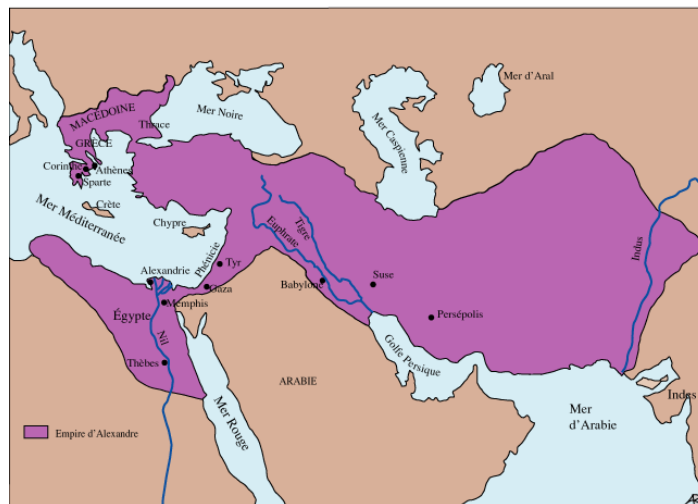 Mer d'Aral
MACÉDOINE
Mer Noire
Thrace
Mer Caspienne
GRÈCE
Corinthe
Athènes
Sparte
Crète
Mer Méditerranée
Chypre
Phénicie
Tigre
Euphrate
Indus
Tyr
Alexandrie
Gaza
Suse
Babylone
Memphis
Égypte
Nil
Persépolis
Golfe Persique
Thèbes
ARABIE
Mer Rouge
Mer
d'Arabie
Indus
Empire d'Alexandre